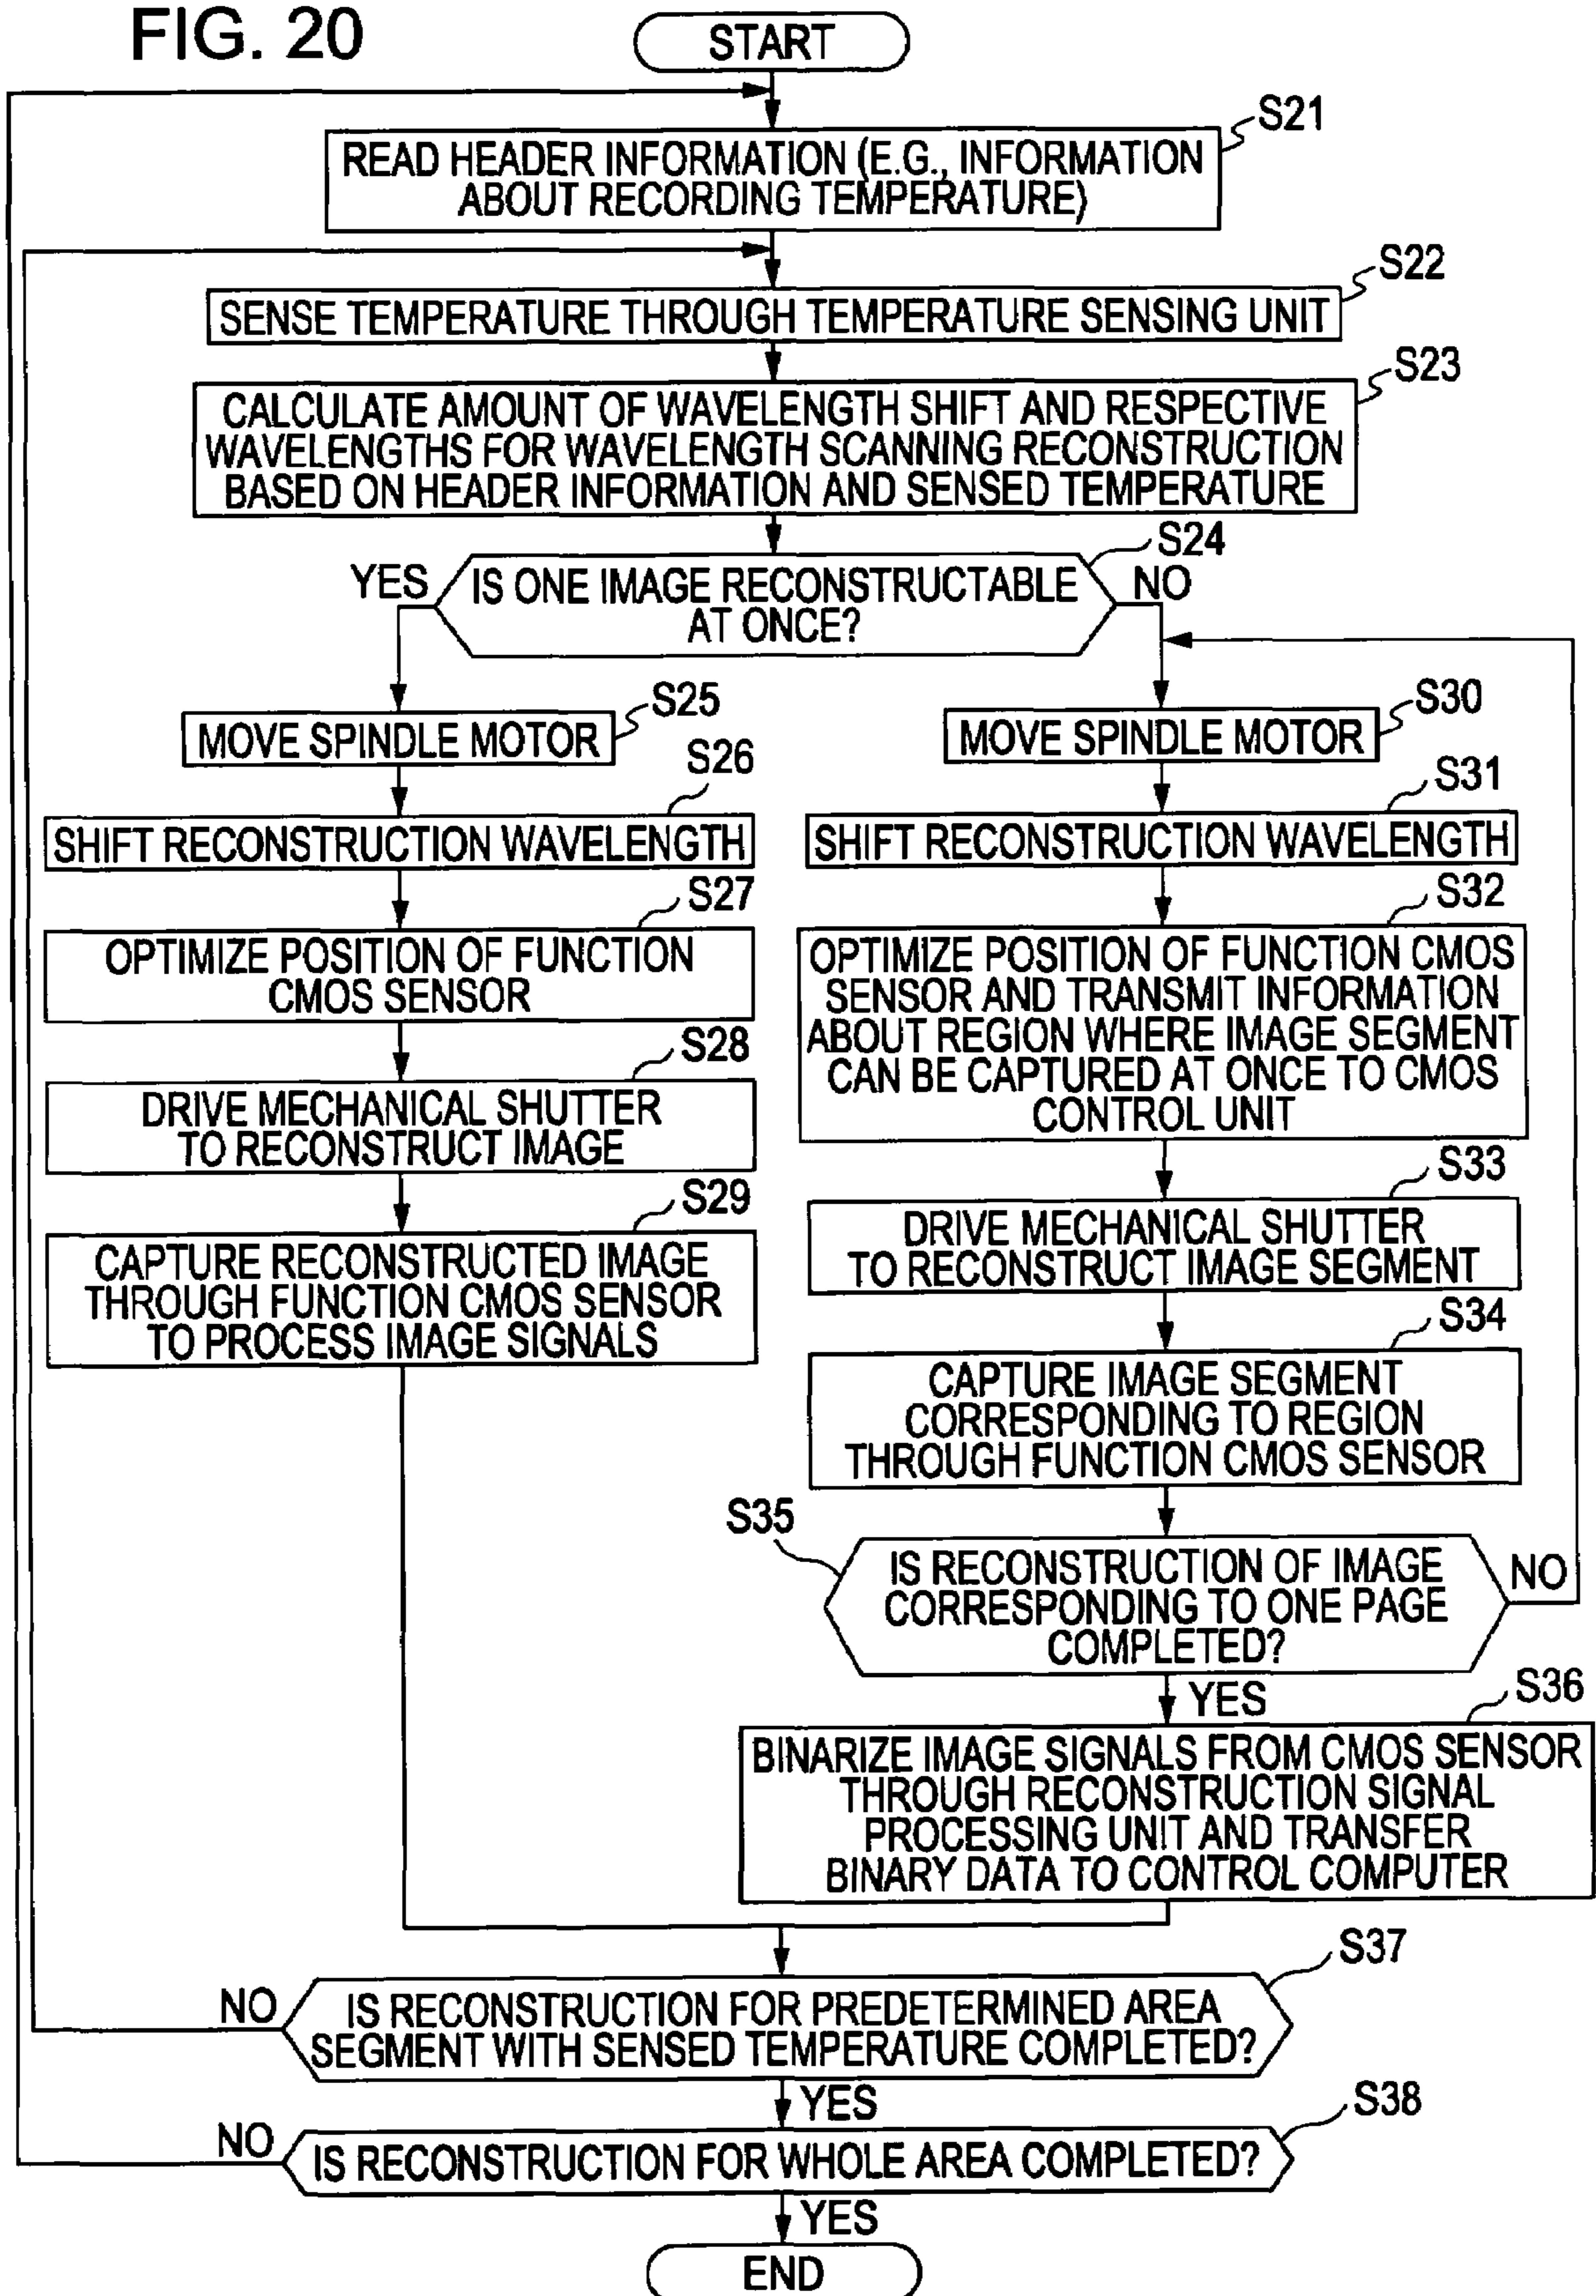 FIG. 20
START
S21
READ HEADER INFORMATION (E.G., INFORMATION
ABOUT RECORDING TEMPERATURE)
S22
SENSE TEMPERATURE THROUGH TEMPERATURE SENSING UNIT
S23
CALCULATE AMOUNT OF WAVELENGTH SHIFT AND RESPECTIVE
WAVELENGTHS FOR WAVELENGTH SCANNING RECONSTRUCTION
BASED ON HEADER INFORMATION AND SENSED TEMPERATURE
S24
YES
IS ONE IMAGE RECONSTRUCTABLE
AT ONCE?
NO
S25
MOVE SPINDLE MOTOR
S26
SHIFT RECONSTRUCTION WAVELENGTH
S27
OPTIMIZE POSITION OF FUNCTION
CMOS SENSOR
S28
DRIVE MECHANICAL SHUTTER
TO RECONSTRUCT IMAGE
S29
CAPTURE RECONSTRUCTED IMAGE
THROUGH FUNCTION CMOS SENSOR
TO PROCESS IMAGE SIGNALS
S30
MOVE SPINDLE MOTOR
S31
SHIFT RECONSTRUCTION WAVELENGTH
S32
OPTIMIZE POSITION OF FUNCTION CMOS
SENSOR AND TRANSMIT INFORMATION
ABOUT REGION WHERE IMAGE SEGMENT
CAN BE CAPTURED AT ONCE TO CMOS
CONTROL UNIT
S33
DRIVE MECHANICAL SHUTTER
TO RECONSTRUCT IMAGE SEGMENT
S34
CAPTURE IMAGE SEGMENT
CORRESPONDING TO REGION
THROUGH FUNCTION CMOS SENSOR
S35
IS RECONSTRUCTION OF IMAGE
CORRESPONDING TO ONE PAGE
COMPLETED?
NO
YES
S36
BINARIZE IMAGE SIGNALS FROM CMOS SENSOR
THROUGH RECONSTRUCTION SIGNAL
PROCESSING UNIT AND TRANSFER
BINARY DATA TO CONTROL COMPUTER
S37
NO
IS RECONSTRUCTION FOR PREDETERMINED AREA
SEGMENT WITH SENSED TEMPERATURE COMPLETED?
YES
S38
NO
IS RECONSTRUCTION FOR WHOLE AREA COMPLETED?
YES
END